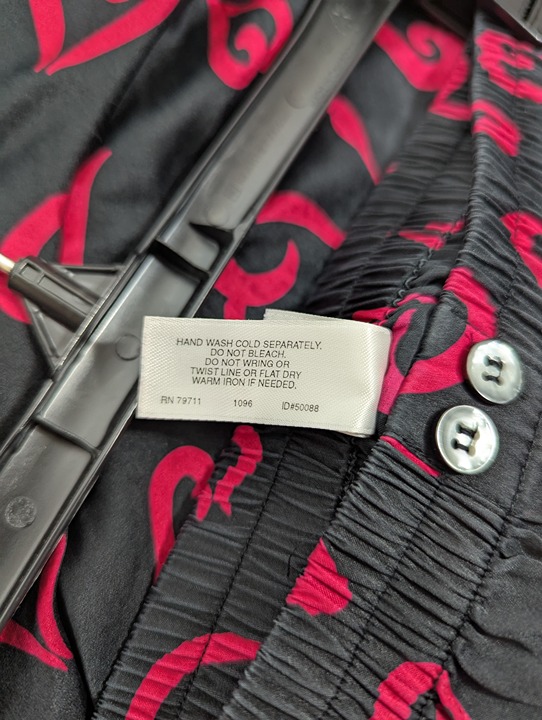 HAND WASH COLD SEPARATELY.
DO NOT BLEACH.
DO NOT WRING OR
TWIST LINE OR FLAT DRY
WARM IRON IF NEEDED.
RN 79711 1096 ID#50088